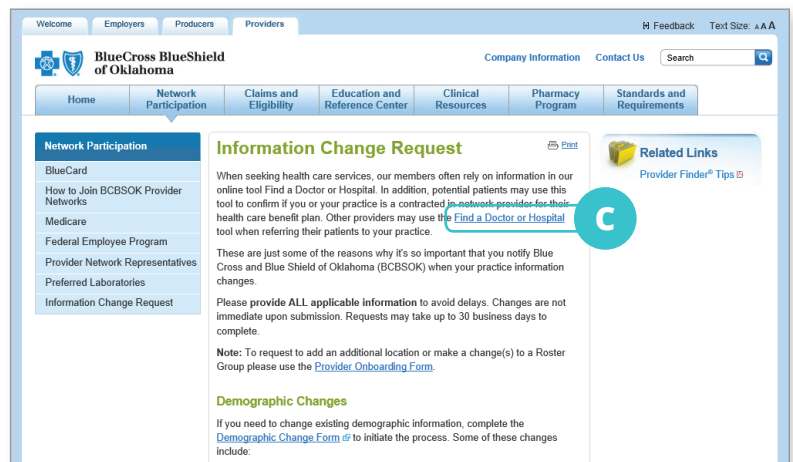 Welcome Employers Producers Providers
Feedback Text Size: A A A
BlueCross BlueShield
of Oklahoma
Company Information Contact Us Search
Home
Network
Participation
Claims and
Eligibility
Education and
Reference Center
Clinical
Resources
Pharmacy
Program
Standards and
Requirements
Network Participation
BlueCard
How to Join BCBSOK Provider
Networks
Medicare
Federal Employee Program
Provider Network Representatives
Preferred Laboratories
Information Change Request
Information Change Request
Print
When seeking health care services, our members often rely on information in our
online tool Find a Doctor or Hospital. In addition, potential patients may use this
tool to confirm if you or your practice is a contracted in-network provider for their
health care benefit plan. Other providers may use the Find a Doctor or Hospital
tool when referring their patients to your practice.
C
These are just some of the reasons why it's so important that you notify Blue
Cross and Blue Shield of Oklahoma (BCBSOK) when your practice information
changes.
Please provide ALL applicable information to avoid delays. Changes are not
immediate upon submission. Requests may take up to 30 business days to
complete.
Note: To request to add an additional location or make a change(s) to a Roster
Group please use the Provider Onboarding Form.
Demographic Changes
If you need to change existing demographic information, complete the
Demographic Change Form to initiate the process. Some of these changes
include:
Related Links
Provider Finder® Tips